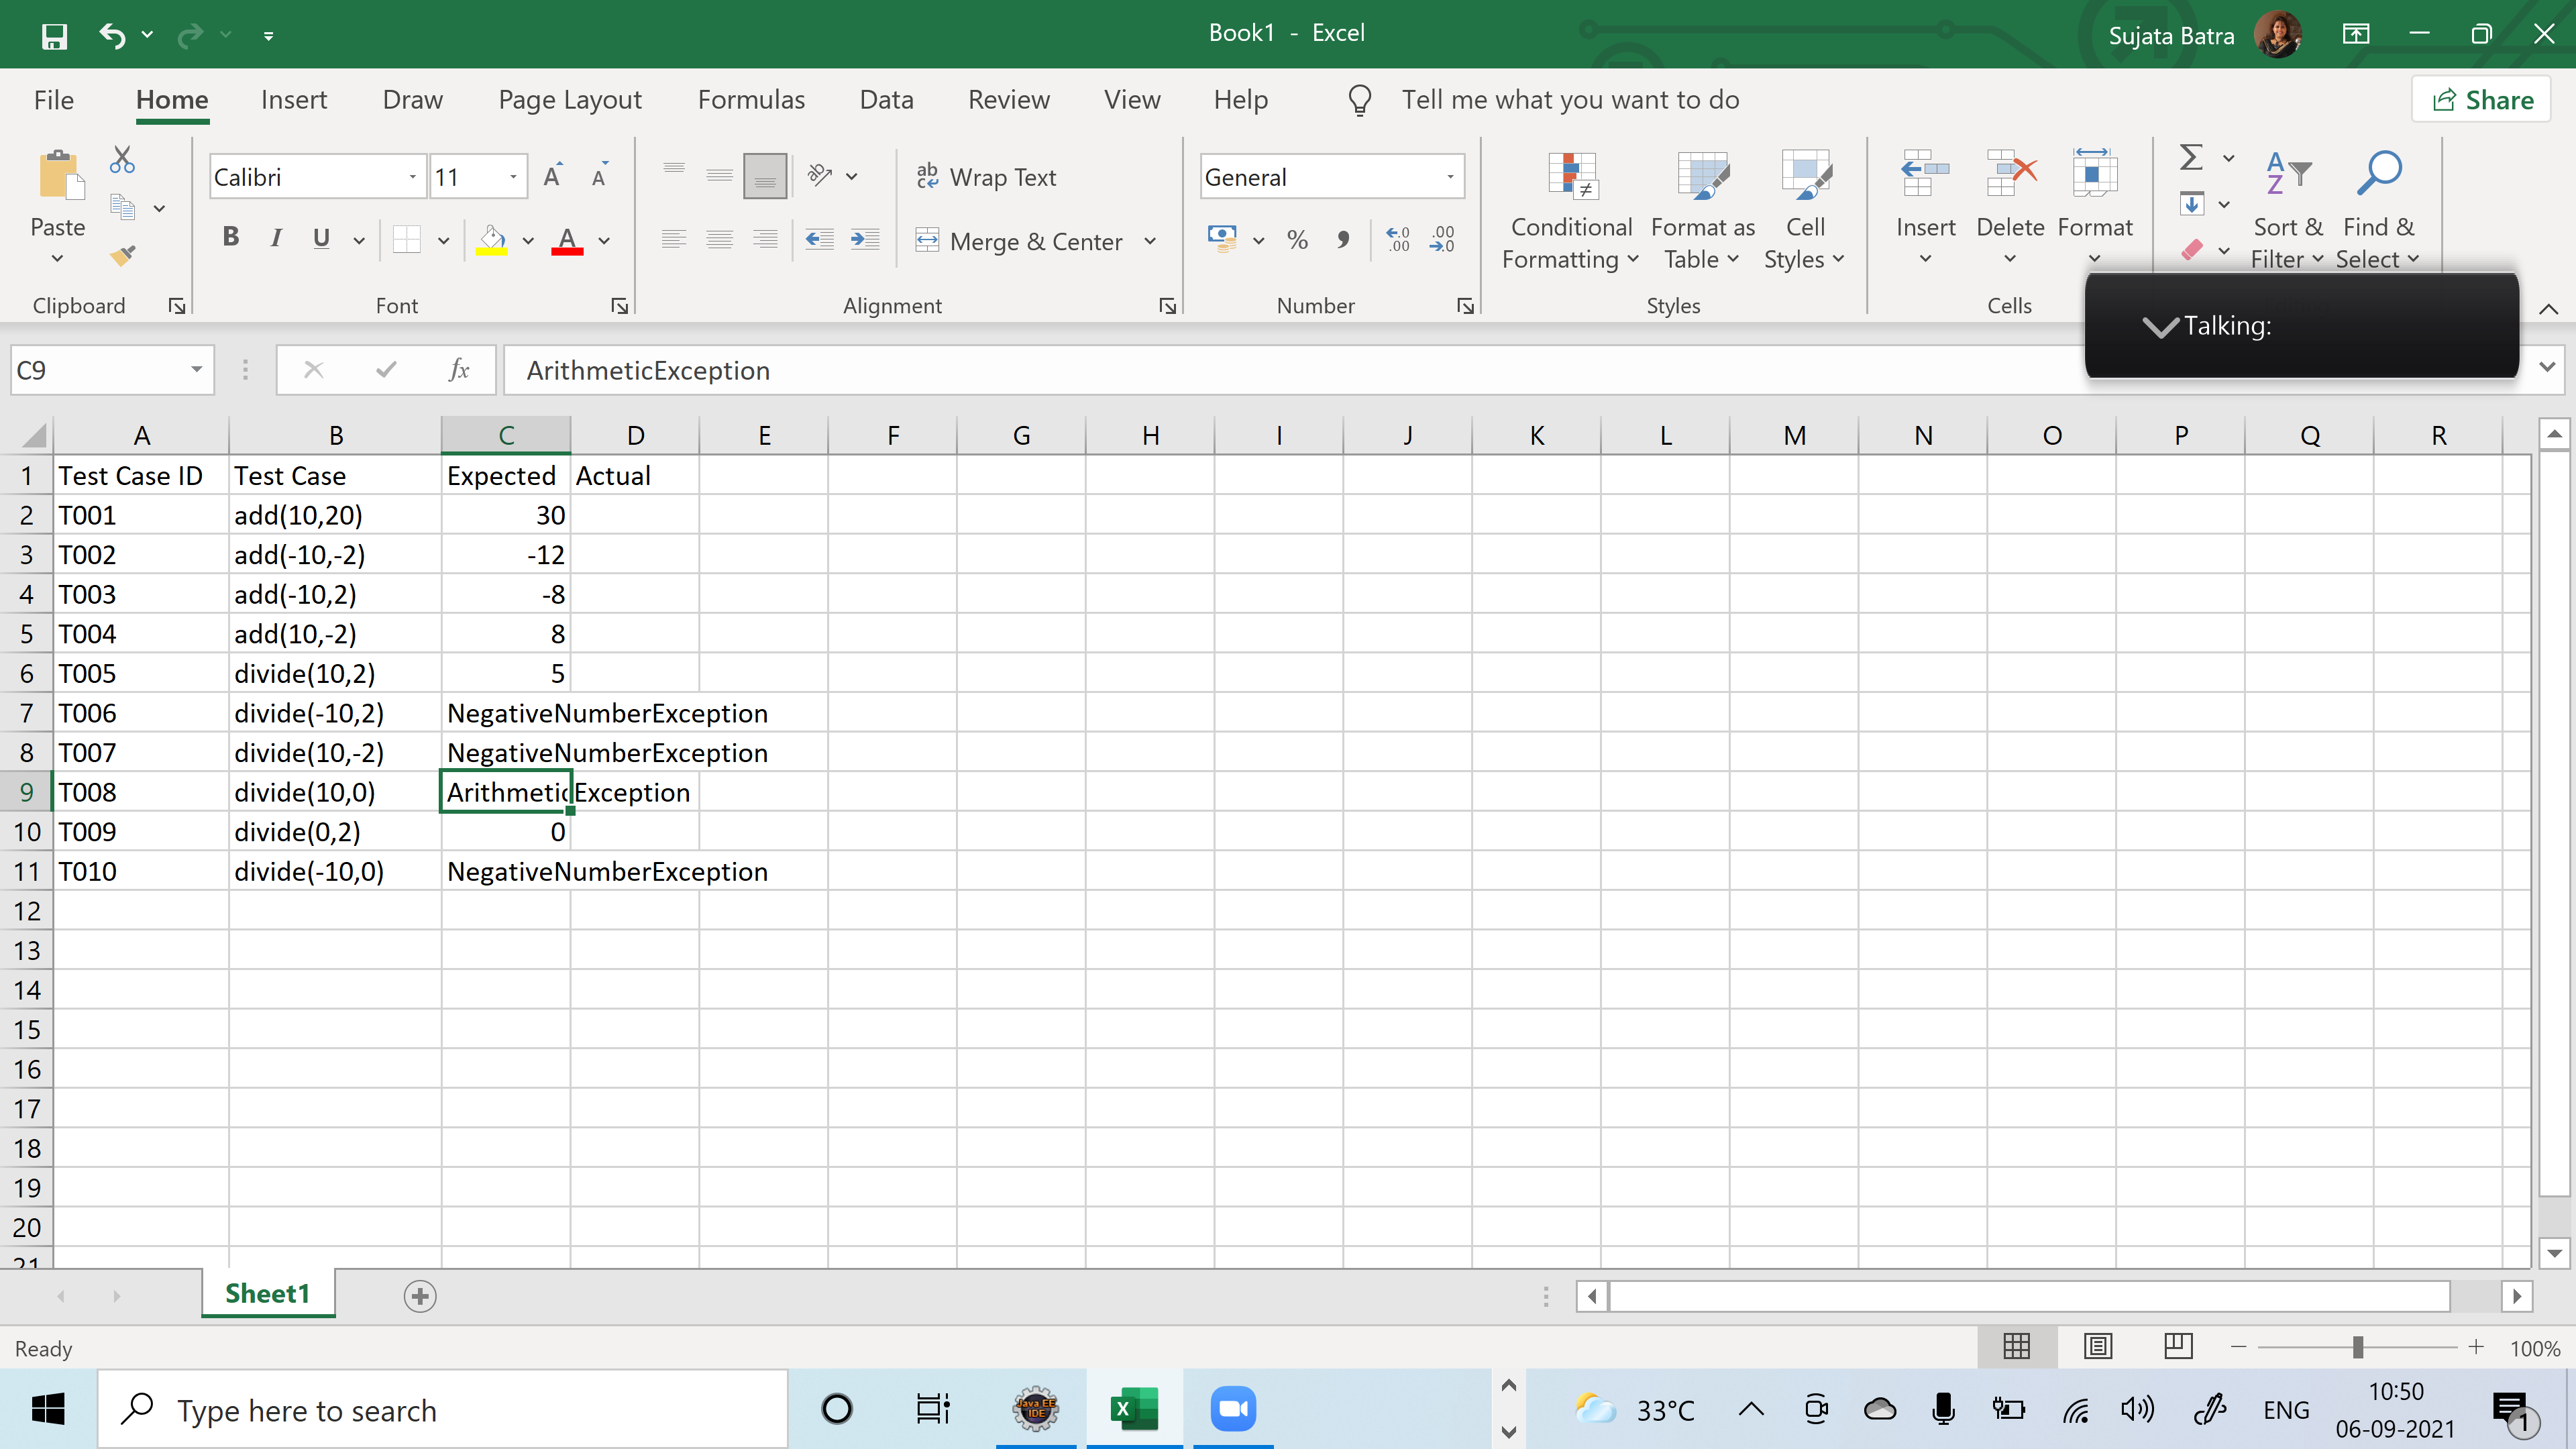 Book1 - Excel
Sujata Batra
File Home Insert Draw Page Layout Formulas Data Review View Help Tell me what you want to do Share
Calibri 11 Wrap Text General
Paste B I U Merge & Center % Conditional Formatting Format as Table Cell Styles Insert Delete Format Sort & Filter Find & Select
Clipboard Font Alignment Number Styles Cells
Talking:
C9 fx ArithmeticException
A B C D E F G H I J K L M N O P Q R
1 Test Case ID Test Case Expected Actual
2 T001 add(10,20) 30
3 T002 add(-10,-2) -12
4 T003 add(-10,2) -8
5 T004 add(10,-2) 8
6 T005 divide(10,2) 5
7 T006 divide(-10,2) NegativeNumberException
8 T007 divide(10,-2) NegativeNumberException
9 T008 divide(10,0) ArithmeticException
10 T009 divide(0,2) 0
11 T010 divide(-10,0) NegativeNumberException
12
13
14
15
16
17
18
19
20
21
Sheet1
Ready 100%
Type here to search Java EE IDE 33°C ENG 10:50
06-09-2021 1